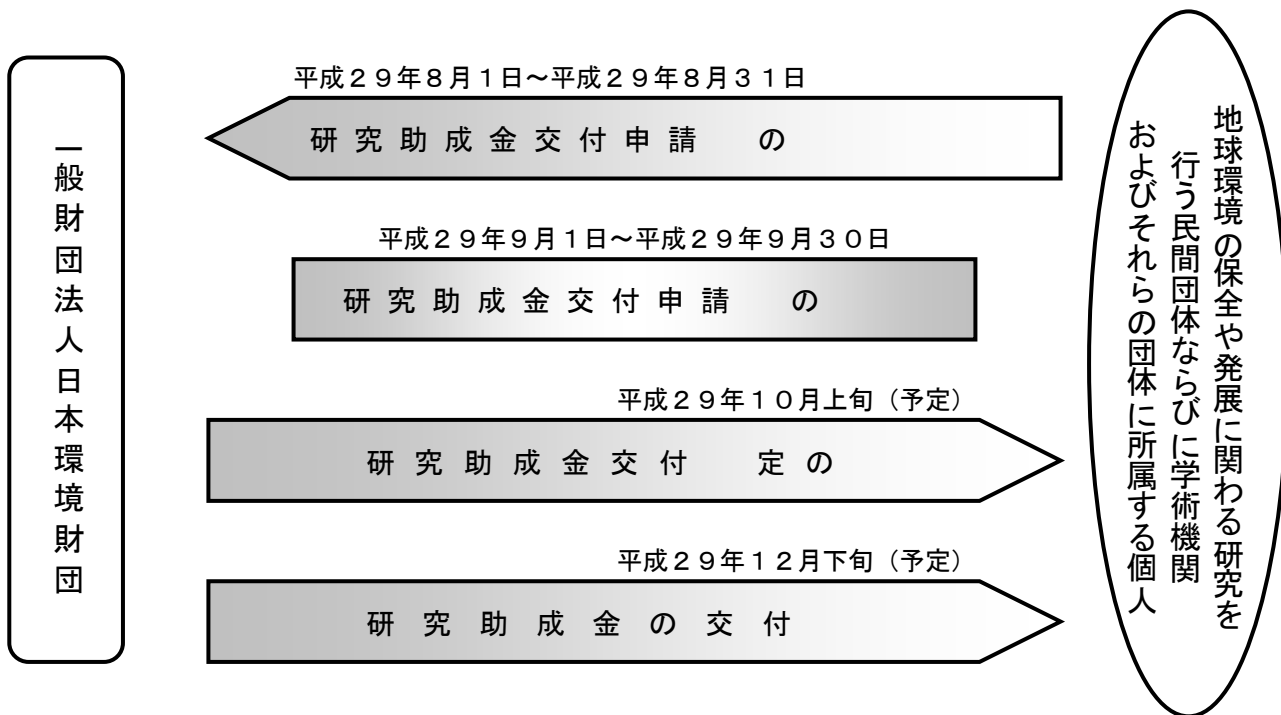 一般財団法人日本環境財団
平成２９年８月１日～平成２９年８月３１日
研究助成金交付申請　の
平成２９年９月１日～平成２９年９月３０日
研究助成金交付申請　の
平成２９年１０月上旬（予定）
研究助成金交付　定の
平成２９年１２月下旬（予定）
研究助成金の交付
地球環境の保全や発展に関わる研究を
行う民間団体ならびに学術機関
およびそれらの団体に所属する個人